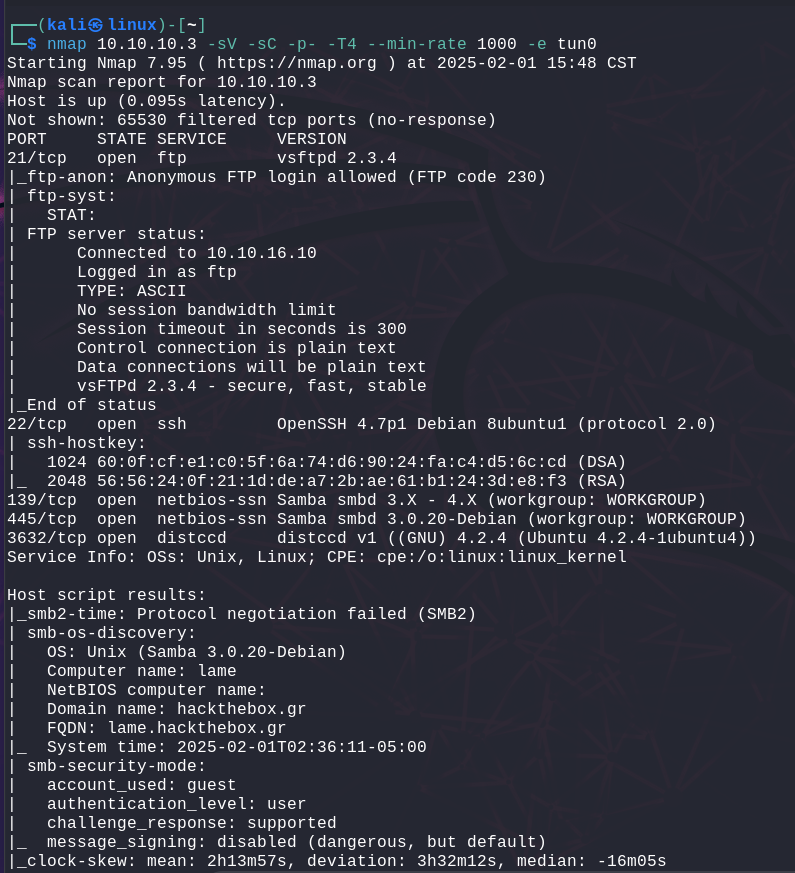 ┌──(kali㉿linux)-[~]
└─$ nmap 10.10.10.3 -sV -sC -p- -T4 --min-rate 1000 -e tun0
Starting Nmap 7.95 ( https://nmap.org ) at 2025-02-01 15:48 CST
Nmap scan report for 10.10.10.3
Host is up (0.095s latency).
Not shown: 65530 filtered tcp ports (no-response)
PORT     STATE SERVICE     VERSION
21/tcp   open  ftp         vsftpd 2.3.4
|_ftp-anon: Anonymous FTP login allowed (FTP code 230)
| ftp-syst:
|   STAT:
| FTP server status:
|      Connected to 10.10.16.10
|      Logged in as ftp
|      TYPE: ASCII
|      No session bandwidth limit
|      Session timeout in seconds is 300
|      Control connection is plain text
|      Data connections will be plain text
|      vsFTPd 2.3.4 - secure, fast, stable
|_End of status
22/tcp   open  ssh         OpenSSH 4.7p1 Debian 8ubuntu1 (protocol 2.0)
| ssh-hostkey:
|   1024 60:0f:cf:e1:c0:5f:6a:74:d6:90:24:fa:c4:d5:6c:cd (DSA)
|_  2048 56:56:24:0f:21:1d:de:a7:2b:ae:61:b1:24:3d:e8:f3 (RSA)
139/tcp  open  netbios-ssn Samba smbd 3.X - 4.X (workgroup: WORKGROUP)
445/tcp  open  netbios-ssn Samba smbd 3.0.20-Debian (workgroup: WORKGROUP)
3632/tcp open  distccd     distccd v1 ((GNU) 4.2.4 (Ubuntu 4.2.4-1ubuntu4))
Service Info: OSs: Unix, Linux; CPE: cpe:/o:linux:linux_kernel

Host script results:
|_smb2-time: Protocol negotiation failed (SMB2)
| smb-os-discovery:
|   OS: Unix (Samba 3.0.20-Debian)
|   Computer name: lame
|   NetBIOS computer name:
|   Domain name: hackthebox.gr
|   FQDN: lame.hackthebox.gr
|_  System time: 2025-02-01T02:36:11-05:00
| smb-security-mode:
|   account_used: guest
|   authentication_level: user
|   challenge_response: supported
|_  message_signing: disabled (dangerous, but default)
|_clock-skew: mean: 2h13m57s, deviation: 3h32m12s, median: -16m05s